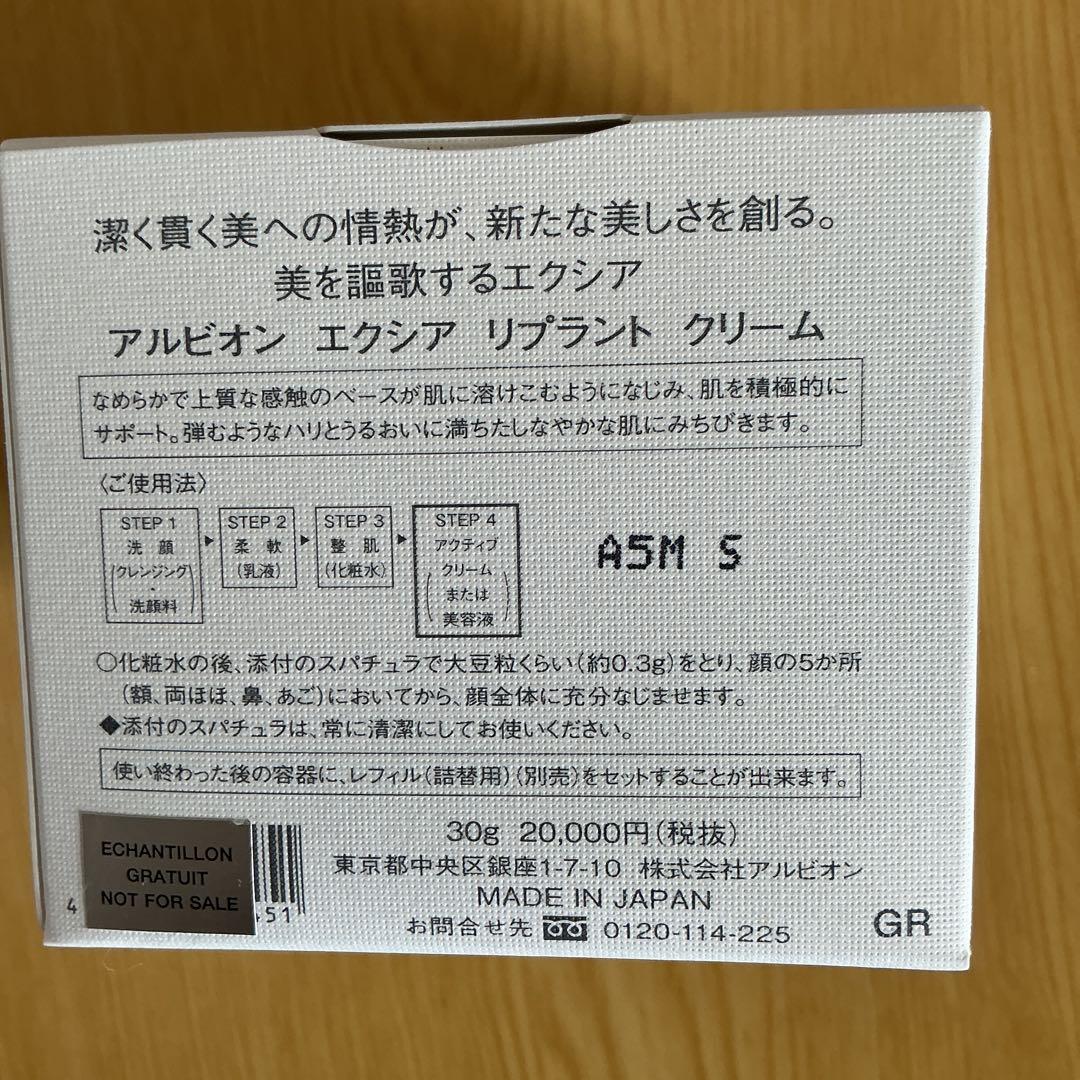 潔く貫く美への情熱が、新たな美しさを創る。
美を謳歌するエクシア
アルビオン エクシア リプラント クリーム
なめらかで上質な感触のベースが肌に溶けこむようになじみ、肌を積極的に
サポート。弾むようなハリとうるおいに満ちたしなやかな肌にみちびきます。
〈ご使用法〉
STEP 1
洗顔
(クレンジング
・
洗顔料)
STEP 2
柔軟
(乳液)
STEP 3
整肌
(化粧水)
STEP 4
アクティブ
(クリーム
または
美容液)
A5M S
○化粧水の後、添付のスパチュラで大豆粒くらい(約0.3g)をとり、顔の5か所
(額、両ほほ、鼻、あご)においてから、顔全体に充分なじませます。
◆添付のスパチュラは、常に清潔にしてお使いください。
使い終わった後の容器に、レフィル(詰替用)(別売)をセットすることが出来ます。
30g 20,000円(税抜)
東京都中央区銀座1-7-10 株式会社アルビオン
MADE IN JAPAN
お問合せ先 0120-114-225
GR
ECHANTILLON
GRATUIT
NOT FOR SALE
4
51